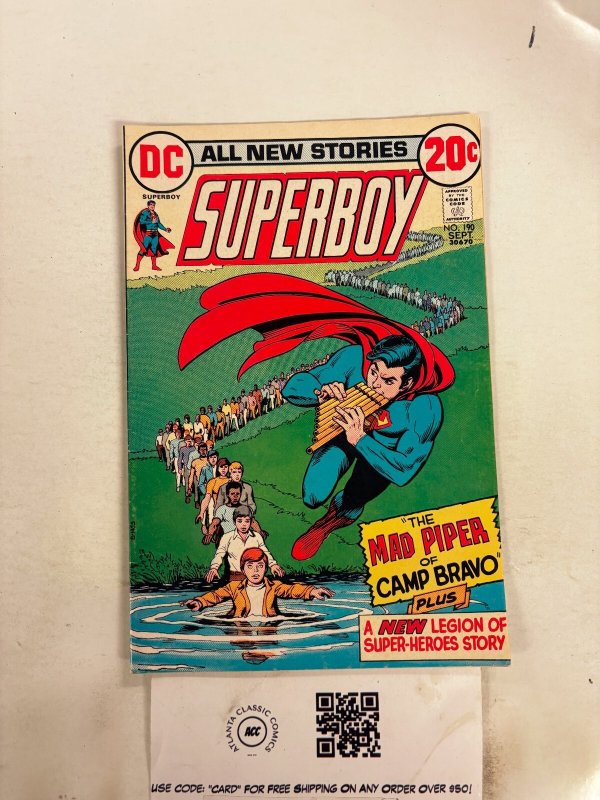 DC
ALL NEW STORIES
20¢
SUPERBOY
SUPERBOY
APPROVED
BY THE
COMICS
CODE
AUTHORITY
NO. 190
SEPT.
30670
"THE
MAD PIPER
OF
CAMP BRAVO"
PLUS
A NEW LEGION OF
SUPER-HEROES STORY
ATLANTA CLASSIC COMICS
ACC
USE CODE: "CARD" FOR FREE SHIPPING ON ANY ORDER OVER $50!